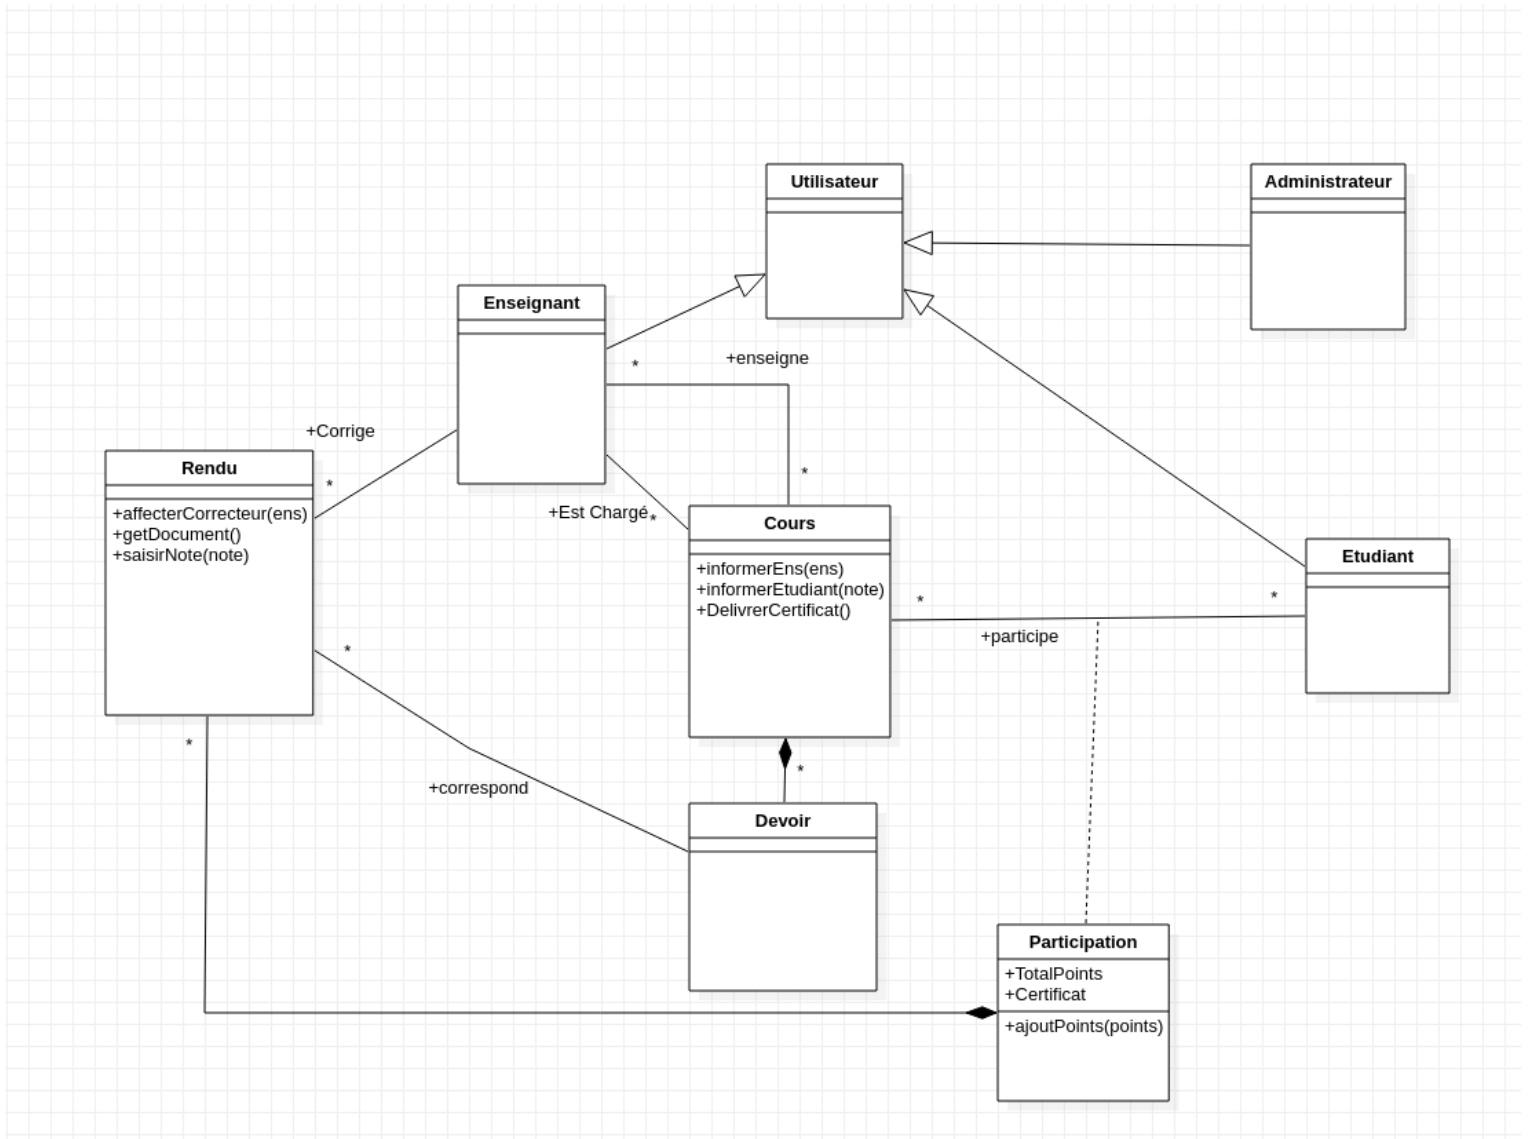 Utilisateur
Administrateur
Enseignant
+enseigne
*
+Corrige
*
Rendu
+affecterCorrecteur(ens)
+getDocument()
+saisirNote(note)
*
+Est Chargé
*
Cours
+informerEns(ens)
+informerEtudiant(note)
+DelivrerCertificat()
Etudiant
*
*
+participe
*
*
+correspond
*
Devoir
Participation
+TotalPoints
+Certificat
+ajoutPoints(points)